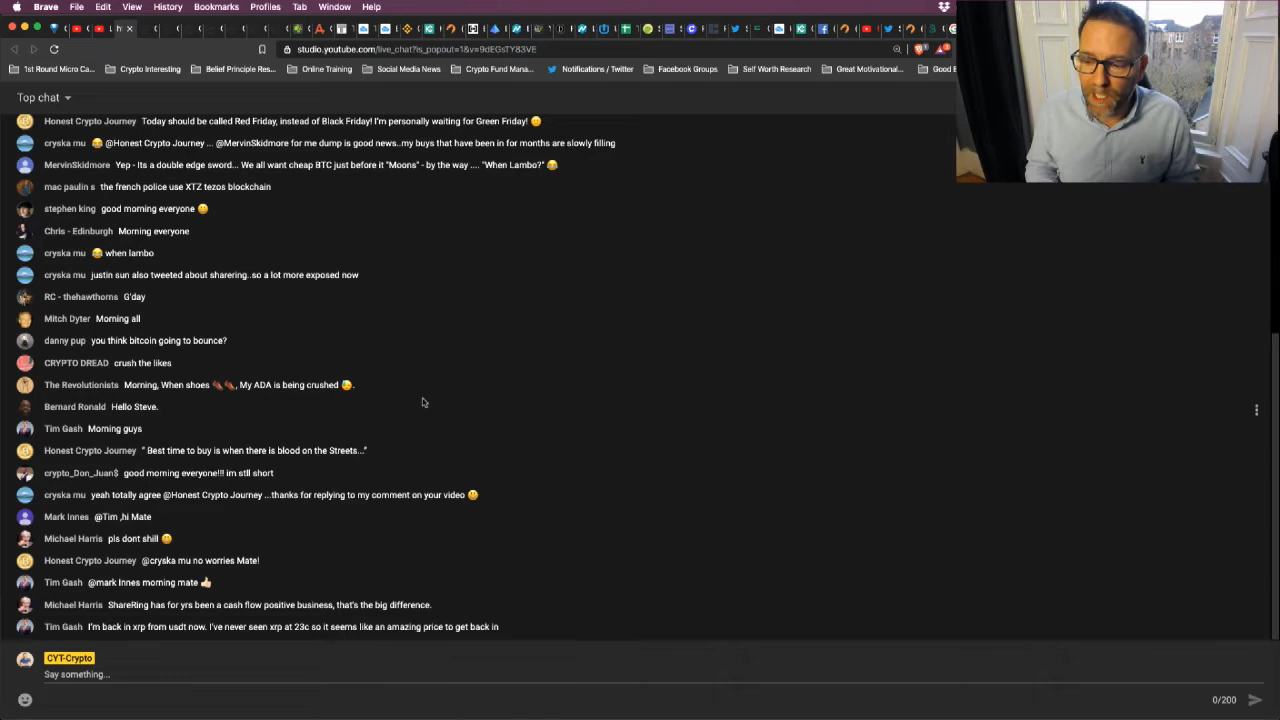 Brave File Edit View History Bookmarks Profiles Tab Window Help
studio.youtube.com/live_chat?is_popout=1&v=9dEGsTY83VE
1st Round Micro Ca... Crypto Interesting Belief Principle Res... Online Training Social Media News Crypto Fund Mana... Notifications / Twitter Facebook Groups Self Worth Research Great Motivational... Good B
Top chat
Honest Crypto Journey Today should be called Red Friday, instead of Black Friday! I'm personally waiting for Green Friday! 
cryska mu 😂 @Honest Crypto Journey ... @MervinSkidmore for me dump is good news..my buys that have been in for months are slowly filling
MervinSkidmore Yep - Its a double edge sword... We all want cheap BTC just before it "Moons" - by the way .... "When Lambo?" 😂
mac paulin s the french police use XTZ tezos blockchain
stephen king good morning everyone
Chris - Edinburgh Morning everyone
cryska mu 😂 when lambo
cryska mu justin sun also tweeted about sharering..so a lot more exposed now
RC - thehawthorns G'day
Mitch Dyter Morning all
danny pup you think bitcoin going to bounce?
CRYPTO DREAD crush the likes
The Revolutionists Morning, When shoes , My ADA is being crushed .
Bernard Ronald Hello Steve.
Tim Gash Morning guys
Honest Crypto Journey " Best time to buy is when there is blood on the Streets..."
crypto_Don_Juan$ good morning everyone!!! im stll short
cryska mu yeah totally agree @Honest Crypto Journey ...thanks for replying to my comment on your video
Mark Innes @Tim ,hi Mate
Michael Harris pls dont shill
Honest Crypto Journey @cryska mu no worries Mate!
Tim Gash @mark Innes morning mate 👍🏻
Michael Harris ShareRing has for yrs been a cash flow positive business, that's the big difference.
Tim Gash I'm back in xrp from usdt now. I've never seen xrp at 23c so it seems like an amazing price to get back in
CYT-Crypto
Say something...
0/200